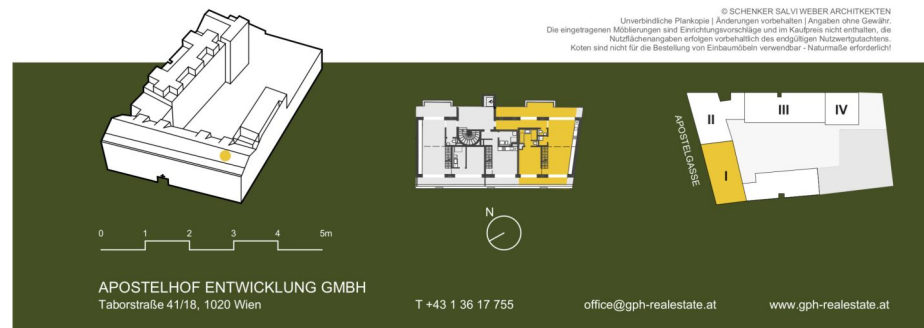 © SCHENKER SALVI WEBER ARCHITKEKTEN
Unverbindliche Plankopie | Änderungen vorbehalten | Angaben ohne Gewähr.
Die eingetragenen Möblierungen sind Einrichtungsvorschläge und im Kaufpreis nicht enthalten, die
Nutzflächenangaben erfolgen vorbehaltlich des endgültigen Nutzwertgutachtens.
Koten sind nicht für die Bestellung von Einbaumöbeln verwendbar - Naturmaße erforderlich!
II
III
IV
APOSTELGASSE
I
N
0 1 2 3 4 5m
APOSTELHOF ENTWICKLUNG GMBH
Taborstraße 41/18, 1020 Wien
T +43 1 36 17 755
office@gph-realestate.at
www.gph-realestate.at